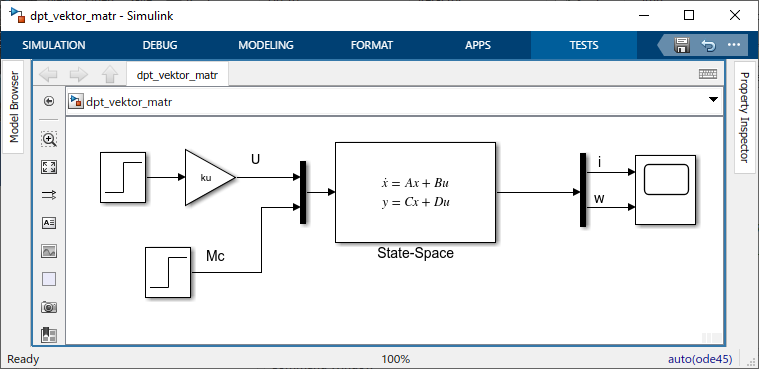 dpt_vektor_matr - Simulink
SIMULATION DEBUG MODELING FORMAT APPS TESTS
Model Browser
dpt_vektor_matr
Property Inspector
dpt_vektor_matr
A≡
ku
U
ẋ = Ax + Bu
y = Cx + Du
i
w
State-Space
Mc
Ready 100% auto(ode45)